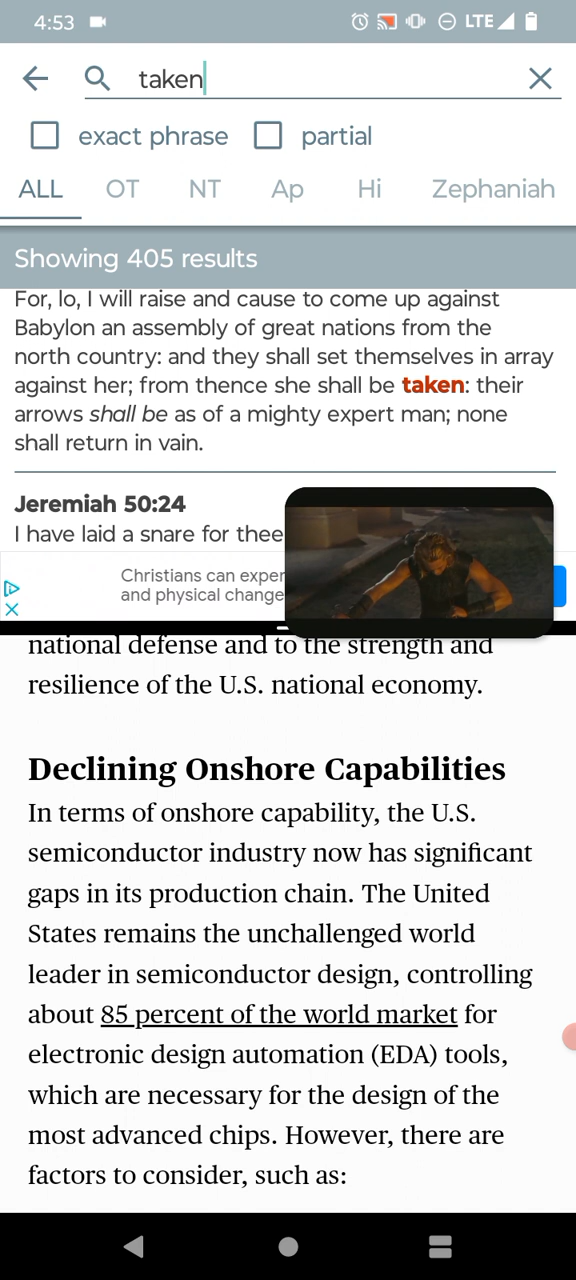 4:53
LTE
taken
exact phrase
partial
ALL OT NT Ap Hi Zephaniah
Showing 405 results
For, lo, I will raise and cause to come up against
Babylon an assembly of great nations from the
north country: and they shall set themselves in array
against her; from thence she shall be taken: their
arrows shall be as of a mighty expert man; none
shall return in vain.
Jeremiah 50:24
I have laid a snare for thee
Christians can exper
and physical change
national defense and to the strength and
resilience of the U.S. national economy.
Declining Onshore Capabilities
In terms of onshore capability, the U.S.
semiconductor industry now has significant
gaps in its production chain. The United
States remains the unchallenged world
leader in semiconductor design, controlling
about 85 percent of the world market for
electronic design automation (EDA) tools,
which are necessary for the design of the
most advanced chips. However, there are
factors to consider, such as: